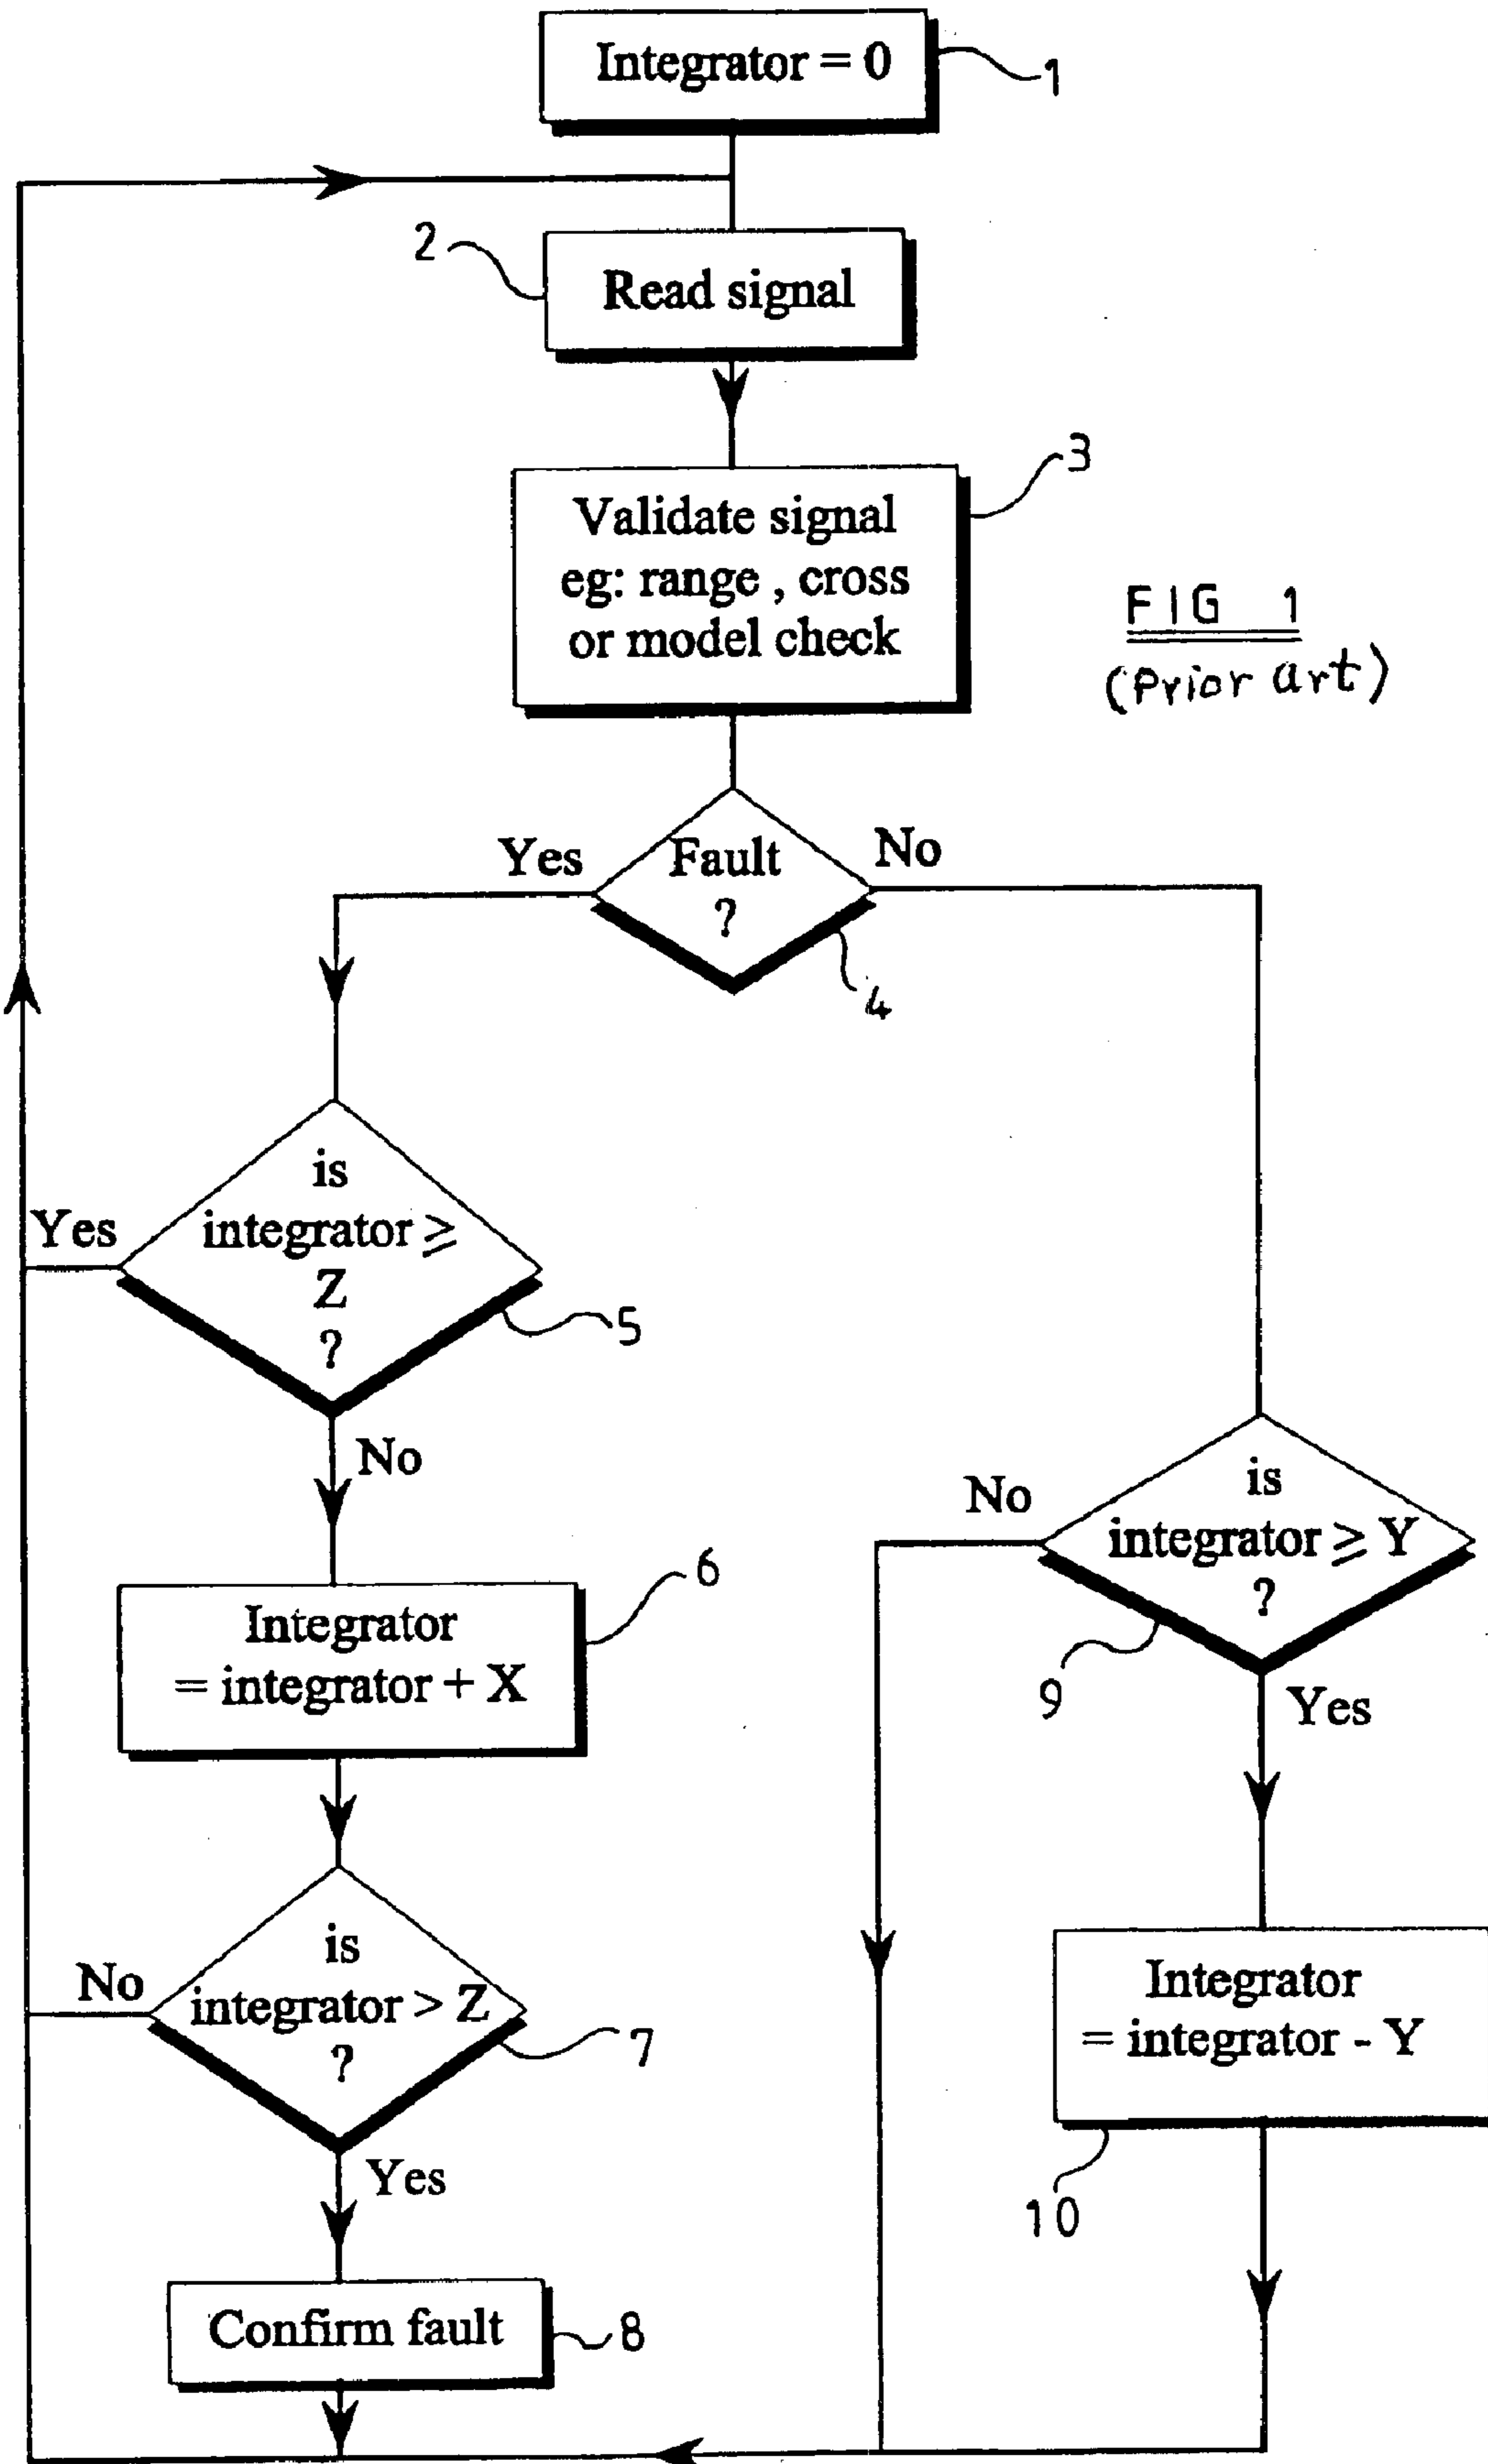 Integrator = 0
1
2
Read signal
3
Validate signal
eg: range , cross
or model check
FIG 1
(Prior art)
Yes
Fault
?
No
4
is
integrator ≥
Z
?
Yes
5
No
is
integrator ≥ Y
?
No
9
Yes
6
Integrator
= integrator + X
is
integrator > Z
?
No
7
Yes
Integrator
= integrator - Y
10
Confirm fault
8